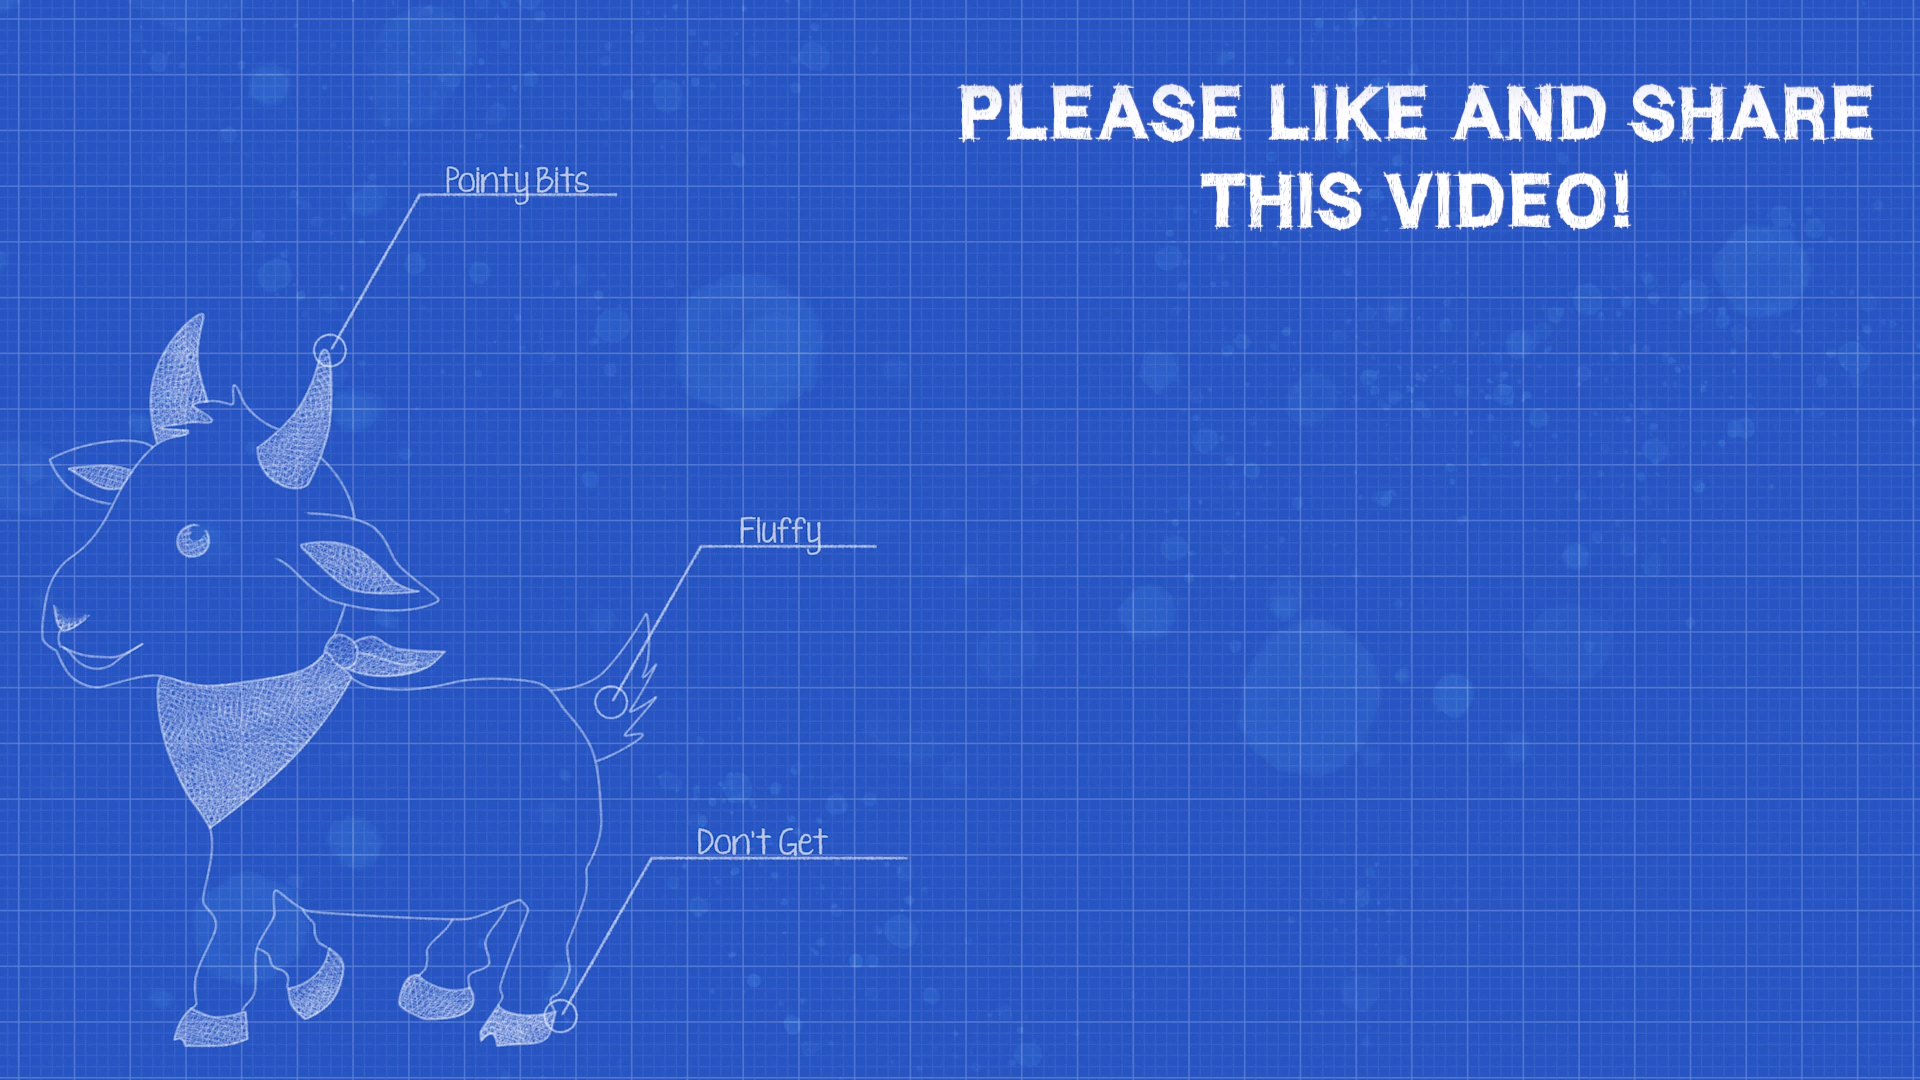 PLEASE LIKE AND SHARE
THIS VIDEO!
Pointy Bits
Fluffy
Don't Get